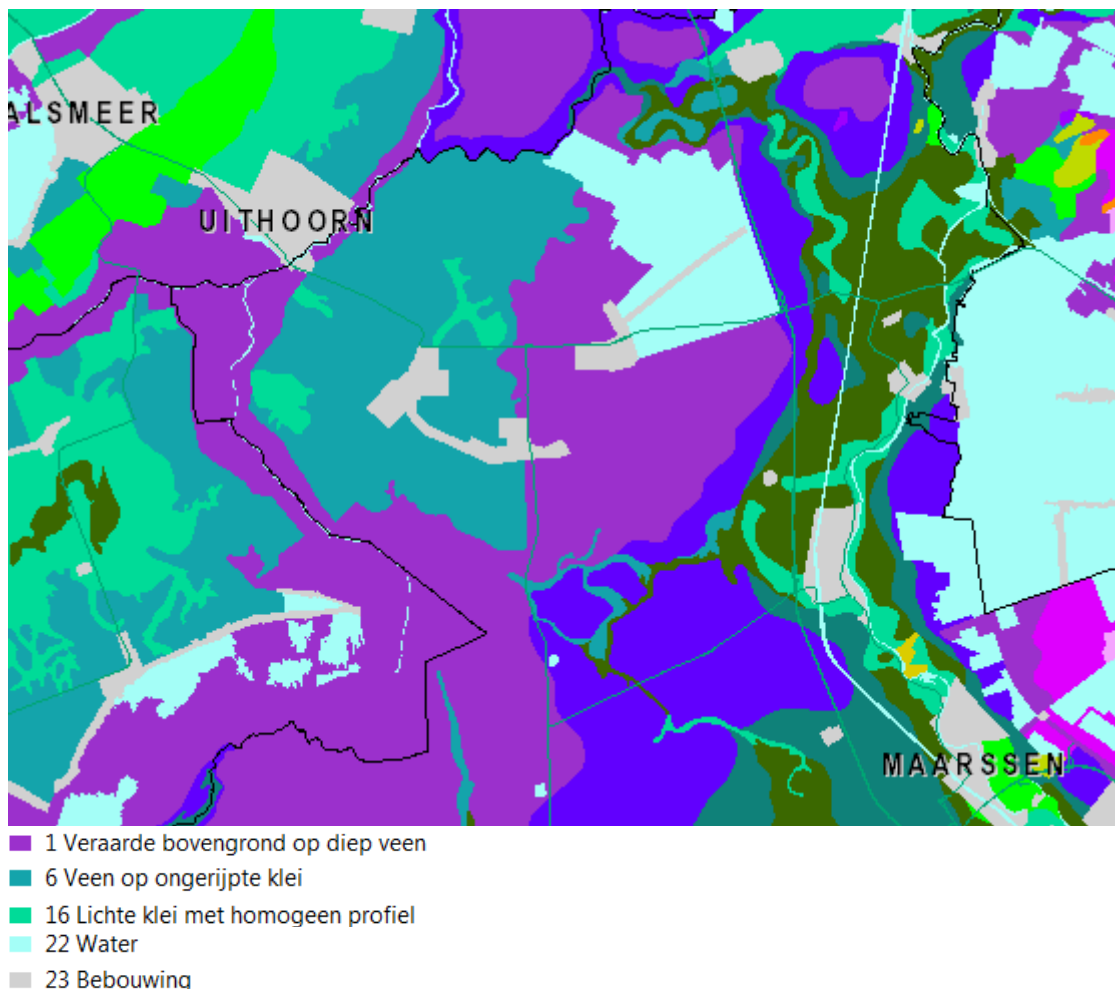 ALSMEER
UITHOORN
MAARSSEN
1 Veraarde bovengrond op diep veen
6 Veen op ongerijpte klei
16 Lichte klei met homogeen profiel
22 Water
23 Bebouwing